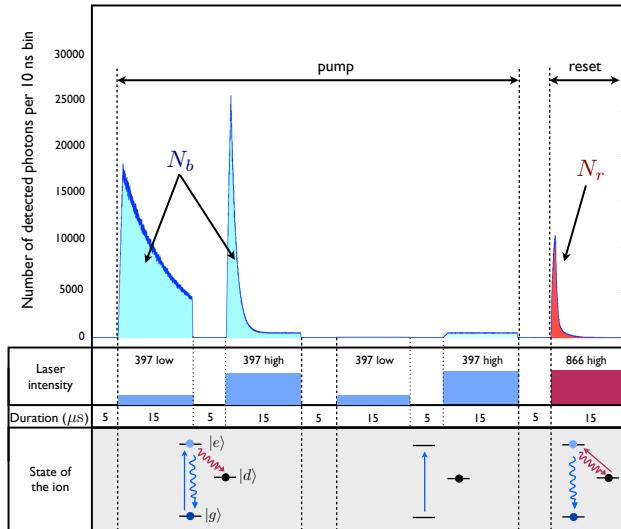 Number of detected photons per 10 ns bin
30000
25000
20000
15000
10000
5000
0
pump
reset
N_b
N_r
Laser
intensity
397 low
397 high
397 low
397 high
866 high
Duration (μs)
5
15
5
15
5
15
5
15
5
15
State of
the ion
|e⟩
|d⟩
|g⟩